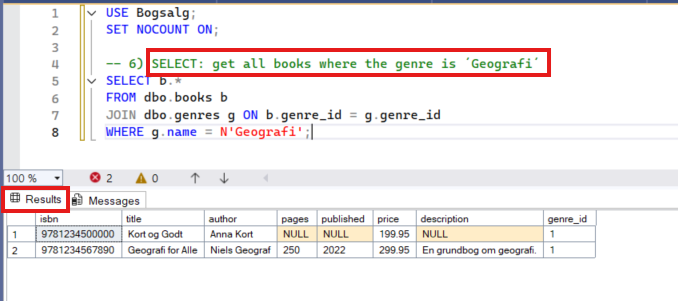 1 USE Bogsalg;
2 SET NOCOUNT ON;
3
4 -- 6) SELECT: get all books where the genre is ´Geografi´
5 SELECT b.*
6 FROM dbo.books b
7 JOIN dbo.genres g ON b.genre_id = g.genre_id
8 WHERE g.name = N'Geografi';
100 % 2 0
Results Messages
isbn title author pages published price description genre_id
1 9781234500000 Kort og Godt Anna Kort NULL NULL 199.95 NULL 1
2 9781234567890 Geografi for Alle Niels Geograf 250 2022 299.95 En grundbog om geografi. 1